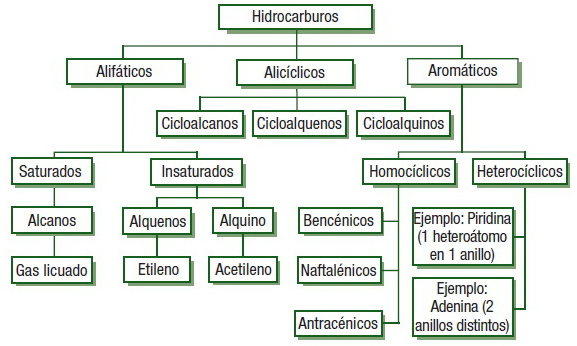 Hidrocarburos
Alifáticos
Alicíclicos
Aromáticos
Cicloalcanos
Cicloalquenos
Cicloalquinos
Saturados
Insaturados
Homocíclicos
Heterocíclicos
Alcanos
Alquenos
Alquino
Bencénicos
Ejemplo: Piridina
(1 heteroátomo
en 1 anillo)
Gas licuado
Etileno
Acetileno
Naftalénicos
Ejemplo:
Adenina (2
anillos distintos)
Antracénicos